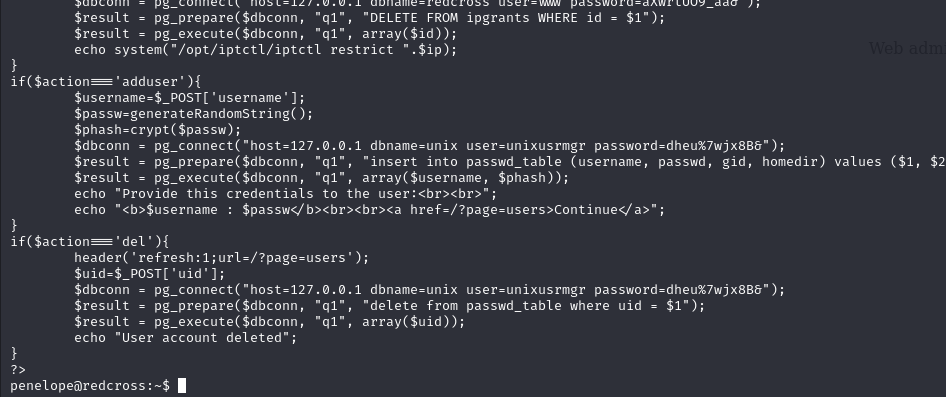 $dbconn = pg_connect("host=127.0.0.1 dbname=redcross user=www password=aXwrtUO9_aa&");
$result = pg_prepare($dbconn, "q1", "DELETE FROM ipgrants WHERE id = $1");
$result = pg_execute($dbconn, "q1", array($id));
echo system("/opt/iptctl/iptctl restrict ".$ip);
Web adm
}
if($action==='adduser'){
$username=$_POST['username'];
$passw=generateRandomString();
$phash=crypt($passw);
$dbconn = pg_connect("host=127.0.0.1 dbname=unix user=unixusrmgr password=dheu%7wjx8B&");
$result = pg_prepare($dbconn, "q1", "insert into passwd_table (username, passwd, gid, homedir) values ($1, $2
$result = pg_execute($dbconn, "q1", array($username, $phash));
echo "Provide this credentials to the user:<br><br>";
echo "<b>$username : $passw</b><br><br><a href=/?page=users>Continue</a>";
}
if($action==='del'){
header('refresh:1;url=/?page=users');
$uid=$_POST['uid'];
$dbconn = pg_connect("host=127.0.0.1 dbname=unix user=unixusrmgr password=dheu%7wjx8B&");
$result = pg_prepare($dbconn, "q1", "delete from passwd_table where uid = $1");
$result = pg_execute($dbconn, "q1", array($uid));
echo "User account deleted";
}
?>
penelope@redcross:~$